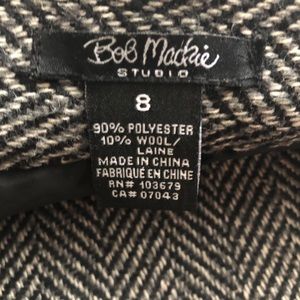 Bob Mackie
STUDIO
8
90% POLYESTER
10% WOOL/
LAINE
MADE IN CHINA
FABRIQUÉ EN CHINE
RN# 103679
CA# 07043